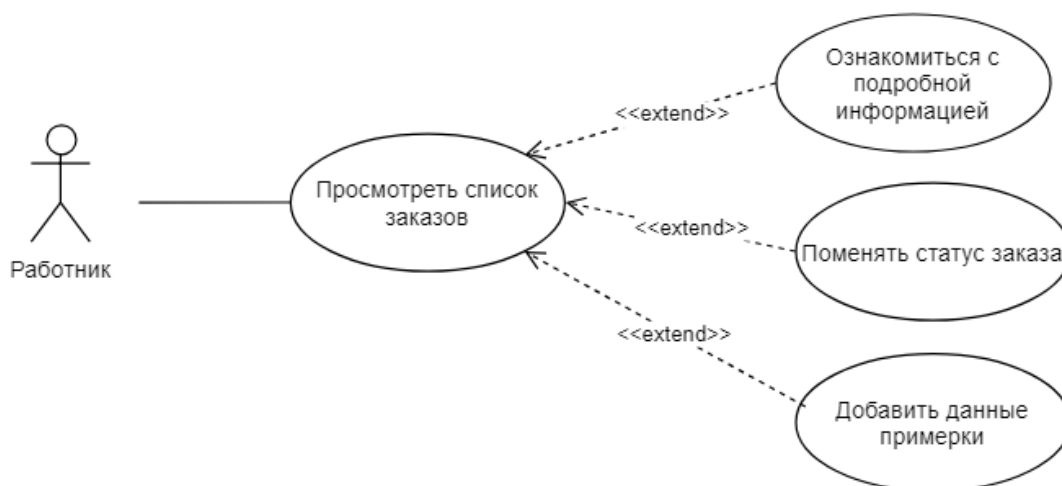 Работник
Просмотреть список
заказов
<<extend>>
Ознакомиться с
подробной
информацией
<<extend>>
Поменять статус заказа
<<extend>>
Добавить данные
примерки